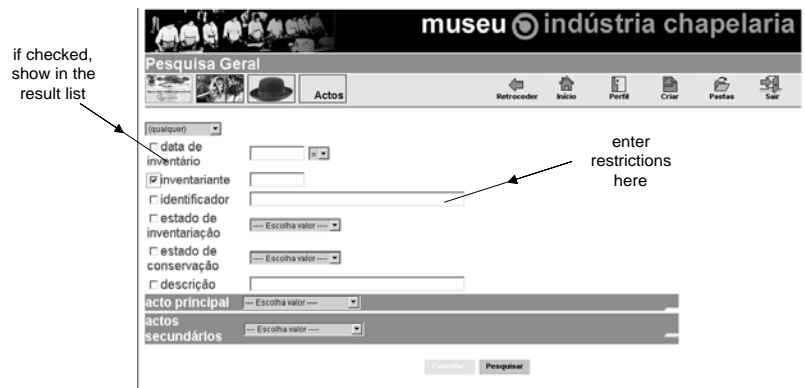 museu indústria chapelaria
if checked,
show in the
result list
Pesquisa Geral
Actos
Retroceder Início Perfil Criar Pastas Sair
(qualquer)
data de
inventário
=
enter
restrictions
here
inventariante
identificador
estado de
inventariação
---- Escolha valor ----
estado de
conservação
---- Escolha valor ----
descrição
acto principal
--- Escolha valor ----
actos
secundários
--- Escolha valor ----
Cancelar Pesquisar